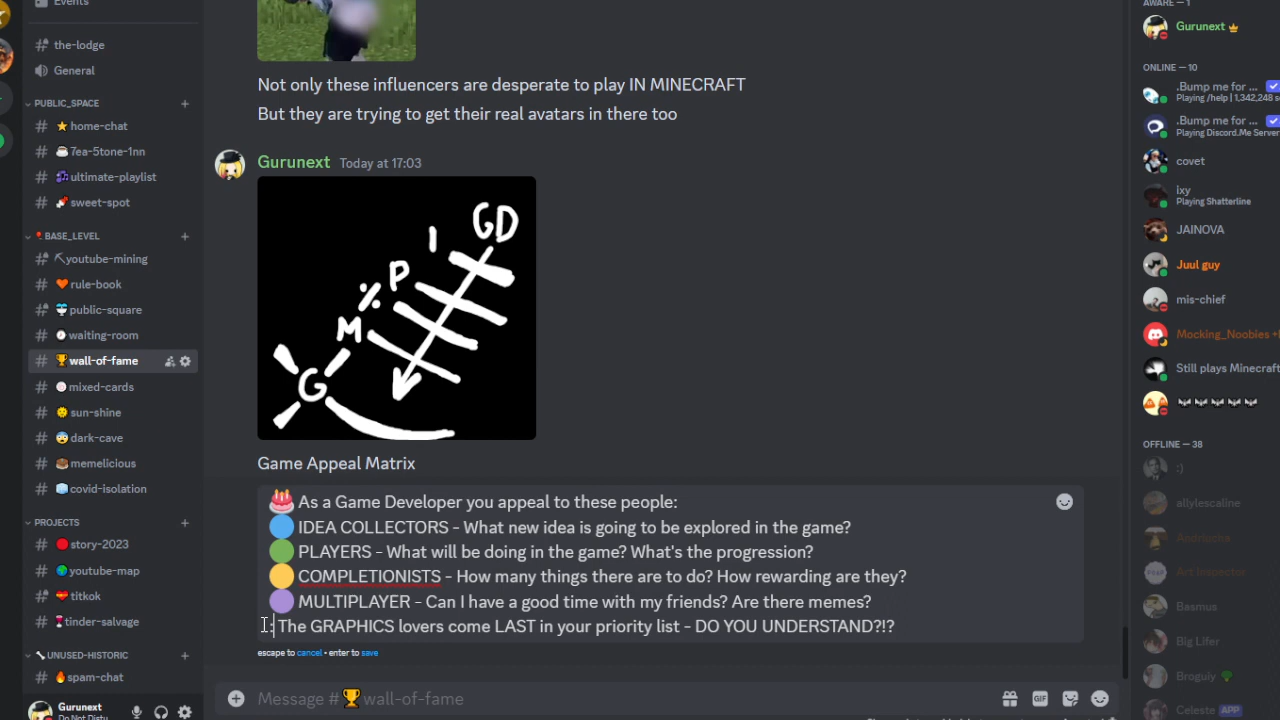 Events
the-lodge
General
PUBLIC_SPACE
home-chat
7ea-5tone-1nn
ultimate-playlist
sweet-spot
BASE_LEVEL
youtube-mining
rule-book
public-square
waiting-room
wall-of-fame
mixed-cards
sun-shine
dark-cave
memelicious
covid-isolation
PROJECTS
story-2023
youtube-map
titkok
tinder-salvage
UNUSED-HISTORIC
spam-chat
Gurunext
Do Not Distu
Not only these influencers are desperate to play IN MINECRAFT
But they are trying to get their real avatars in there too
Gurunext Today at 17:03
GD
I
P
%
M
G
Game Appeal Matrix
As a Game Developer you appeal to these people:
IDEA COLLECTORS - What new idea is going to be explored in the game?
PLAYERS - What will be doing in the game? What's the progression?
COMPLETIONISTS - How many things there are to do? How rewarding are they?
MULTIPLAYER - Can I have a good time with my friends? Are there memes?
: The GRAPHICS lovers come LAST in your priority list - DO YOU UNDERSTAND?!?
escape to cancel • enter to save
Message # wall-of-fame
GIF
AWARE — 1
Gurunext
ONLINE — 10
.Bump me for ...
Playing /help | 1,342,248 s
.Bump me for ...
Playing Discord.Me Server
covet
ixy
Playing Shatterline
JAINOVA
Juul guy
mis-chief
Mocking_Noobies
Still plays Minecraft
OFFLINE — 38
:)
allylescaline
Andriucha
Art Inspector
Basmus
Big Lifer
Broguiy
Celeste APP